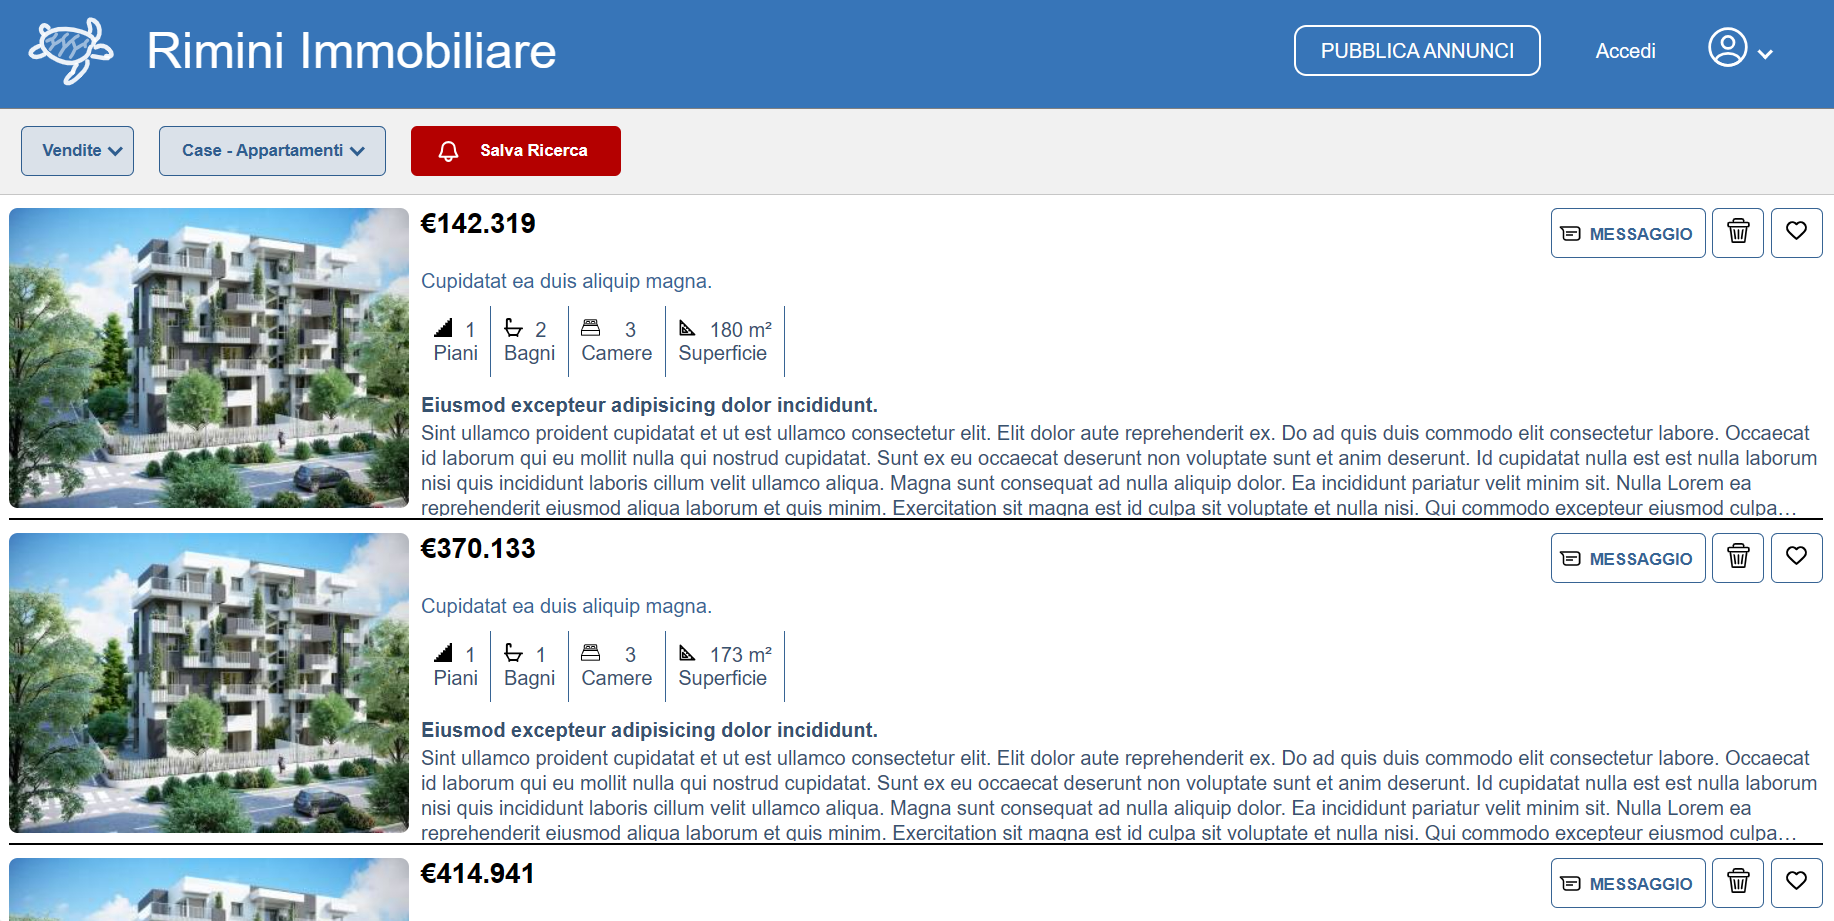 Rimini Immobiliare
PUBBLICA ANNUNCI
Accedi
Vendite
Case - Appartamenti
Salva Ricerca
€142.319
MESSAGGIO
Cupidatat ea duis aliquip magna.
1 2 3 180 m²
Piani Bagni Camere Superficie
Eiusmod excepteur adipisicing dolor incididunt.
Sint ullamco proident cupidatat et ut est ullamco consectetur elit. Elit dolor aute reprehenderit ex. Do ad quis duis commodo elit consectetur labore. Occaecat
id laborum qui eu mollit nulla qui nostrud cupidatat. Sunt ex eu occaecat deserunt non voluptate sunt et anim deserunt. Id cupidatat nulla est est nulla laborum
nisi quis incididunt laboris cillum velit ullamco aliqua. Magna sunt consequat ad nulla aliquip dolor. Ea incididunt pariatur velit minim sit. Nulla Lorem ea
reprehenderit eiusmod aliqua laborum et quis minim. Exercitation sit magna est id culpa sit voluptate et nulla nisi. Qui commodo excepteur eiusmod culpa…
€370.133
MESSAGGIO
Cupidatat ea duis aliquip magna.
1 1 3 173 m²
Piani Bagni Camere Superficie
Eiusmod excepteur adipisicing dolor incididunt.
Sint ullamco proident cupidatat et ut est ullamco consectetur elit. Elit dolor aute reprehenderit ex. Do ad quis duis commodo elit consectetur labore. Occaecat
id laborum qui eu mollit nulla qui nostrud cupidatat. Sunt ex eu occaecat deserunt non voluptate sunt et anim deserunt. Id cupidatat nulla est est nulla laborum
nisi quis incididunt laboris cillum velit ullamco aliqua. Magna sunt consequat ad nulla aliquip dolor. Ea incididunt pariatur velit minim sit. Nulla Lorem ea
reprehenderit eiusmod aliqua laborum et quis minim. Exercitation sit magna est id culpa sit voluptate et nulla nisi. Qui commodo excepteur eiusmod culpa…
€414.941
MESSAGGIO